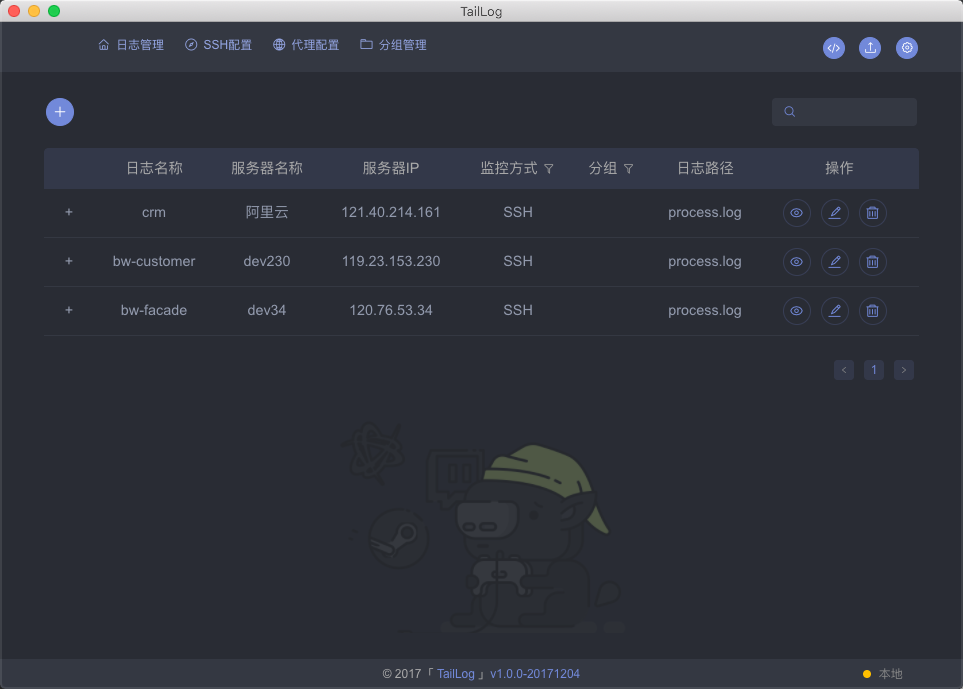 TailLog
日志管理 SSH配置 代理配置 分组管理
日志名称 服务器名称 服务器IP 监控方式 分组 日志路径 操作
+ crm 阿里云 121.40.214.161 SSH process.log
+ bw-customer dev230 119.23.153.230 SSH process.log
+ bw-facade dev34 120.76.53.34 SSH process.log
< 1 >
© 2017「 TailLog 」v1.0.0-20171204
本地